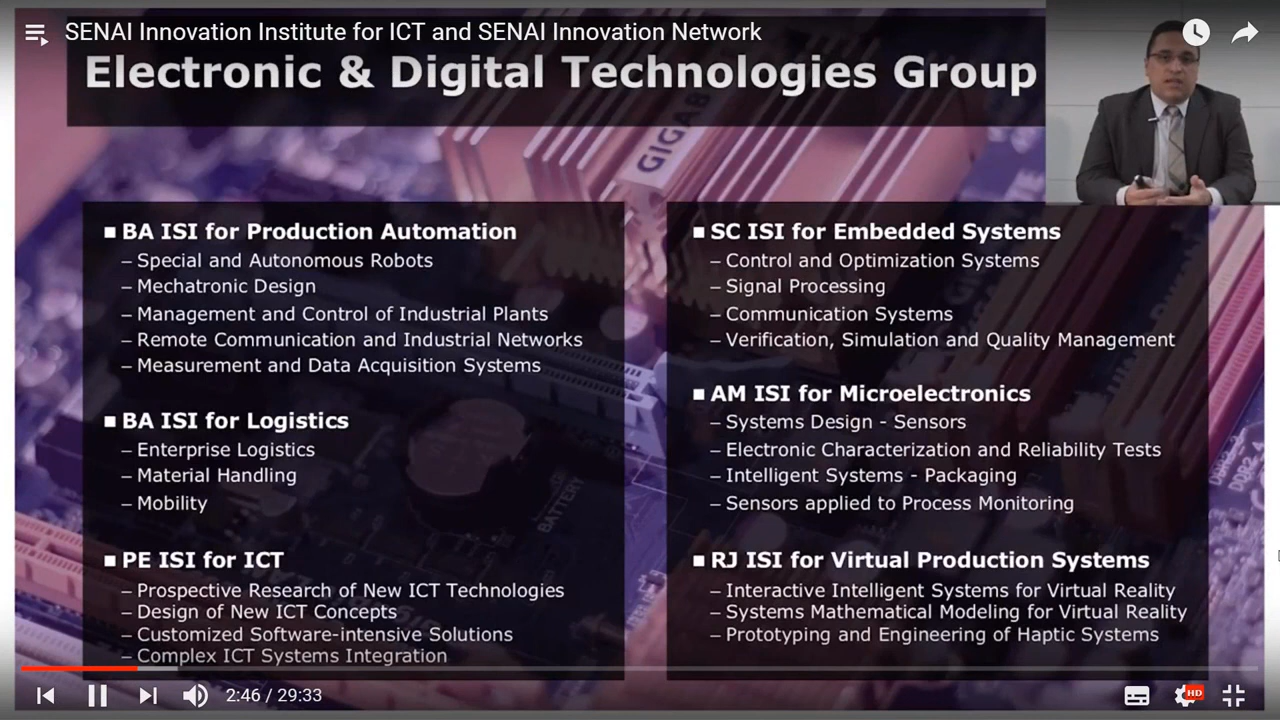 SENAI Innovation Institute for ICT and SENAI Innovation Network
Electronic & Digital Technologies Group
GIGAB
■ BA ISI for Production Automation
– Special and Autonomous Robots
– Mechatronic Design
– Management and Control of Industrial Plants
– Remote Communication and Industrial Networks
– Measurement and Data Acquisition Systems
■ BA ISI for Logistics
– Enterprise Logistics
– Material Handling
– Mobility
■ PE ISI for ICT
– Prospective Research of New ICT Technologies
– Design of New ICT Concepts
– Customized Software-intensive Solutions
– Complex ICT Systems Integration
BATTERY
■ SC ISI for Embedded Systems
– Control and Optimization Systems
– Signal Processing
– Communication Systems
– Verification, Simulation and Quality Management
■ AM ISI for Microelectronics
– Systems Design - Sensors
– Electronic Characterization and Reliability Tests
– Intelligent Systems - Packaging
– Sensors applied to Process Monitoring
■ RJ ISI for Virtual Production Systems
– Interactive Intelligent Systems for Virtual Reality
– Systems Mathematical Modeling for Virtual Reality
– Prototyping and Engineering of Haptic Systems
DDR2_4
2:46 / 29:33
HD